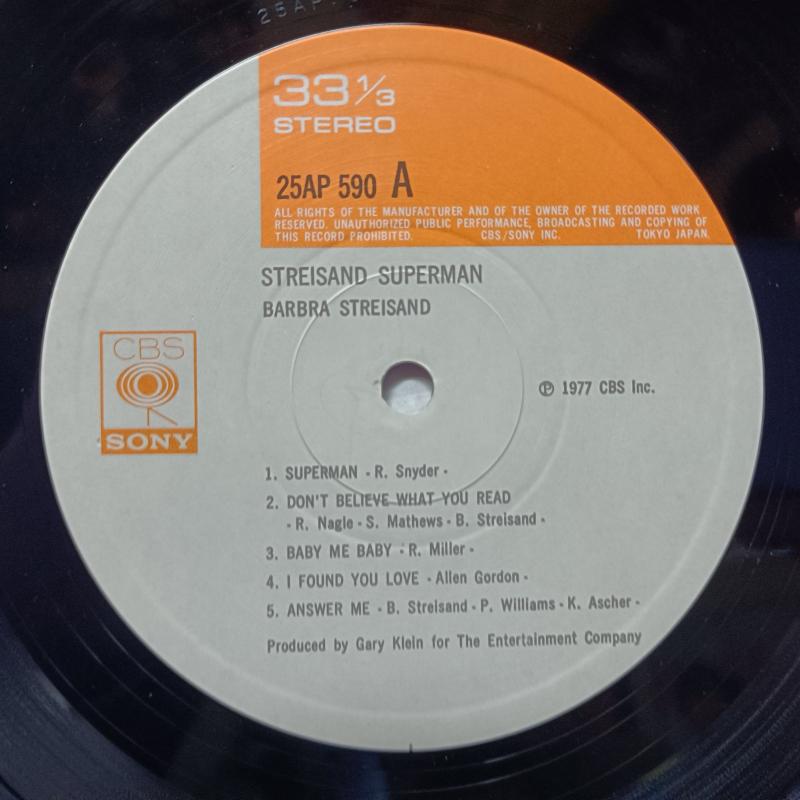 25AP
33 1/3
STEREO
25AP 590 A
ALL RIGHTS OF THE MANUFACTURER AND OF THE OWNER OF THE RECORDED WORK
RESERVED. UNAUTHORIZED PUBLIC PERFORMANCE, BROADCASTING AND COPYING OF
THIS RECORD PROHIBITED. CBS/SONY INC. TOKYO JAPAN.
STREISAND SUPERMAN
BARBRA STREISAND
CBS
SONY
℗ 1977 CBS Inc.
1. SUPERMAN - R. Snyder -
2. DON'T BELIEVE WHAT YOU READ
- R. Nagle - S. Mathews - B. Streisand -
3. BABY ME BABY - R. Miller -
4. I FOUND YOU LOVE - Allen Gordon -
5. ANSWER ME - B. Streisand - P. Williams - K. Ascher -
Produced by Gary Klein for The Entertainment Company